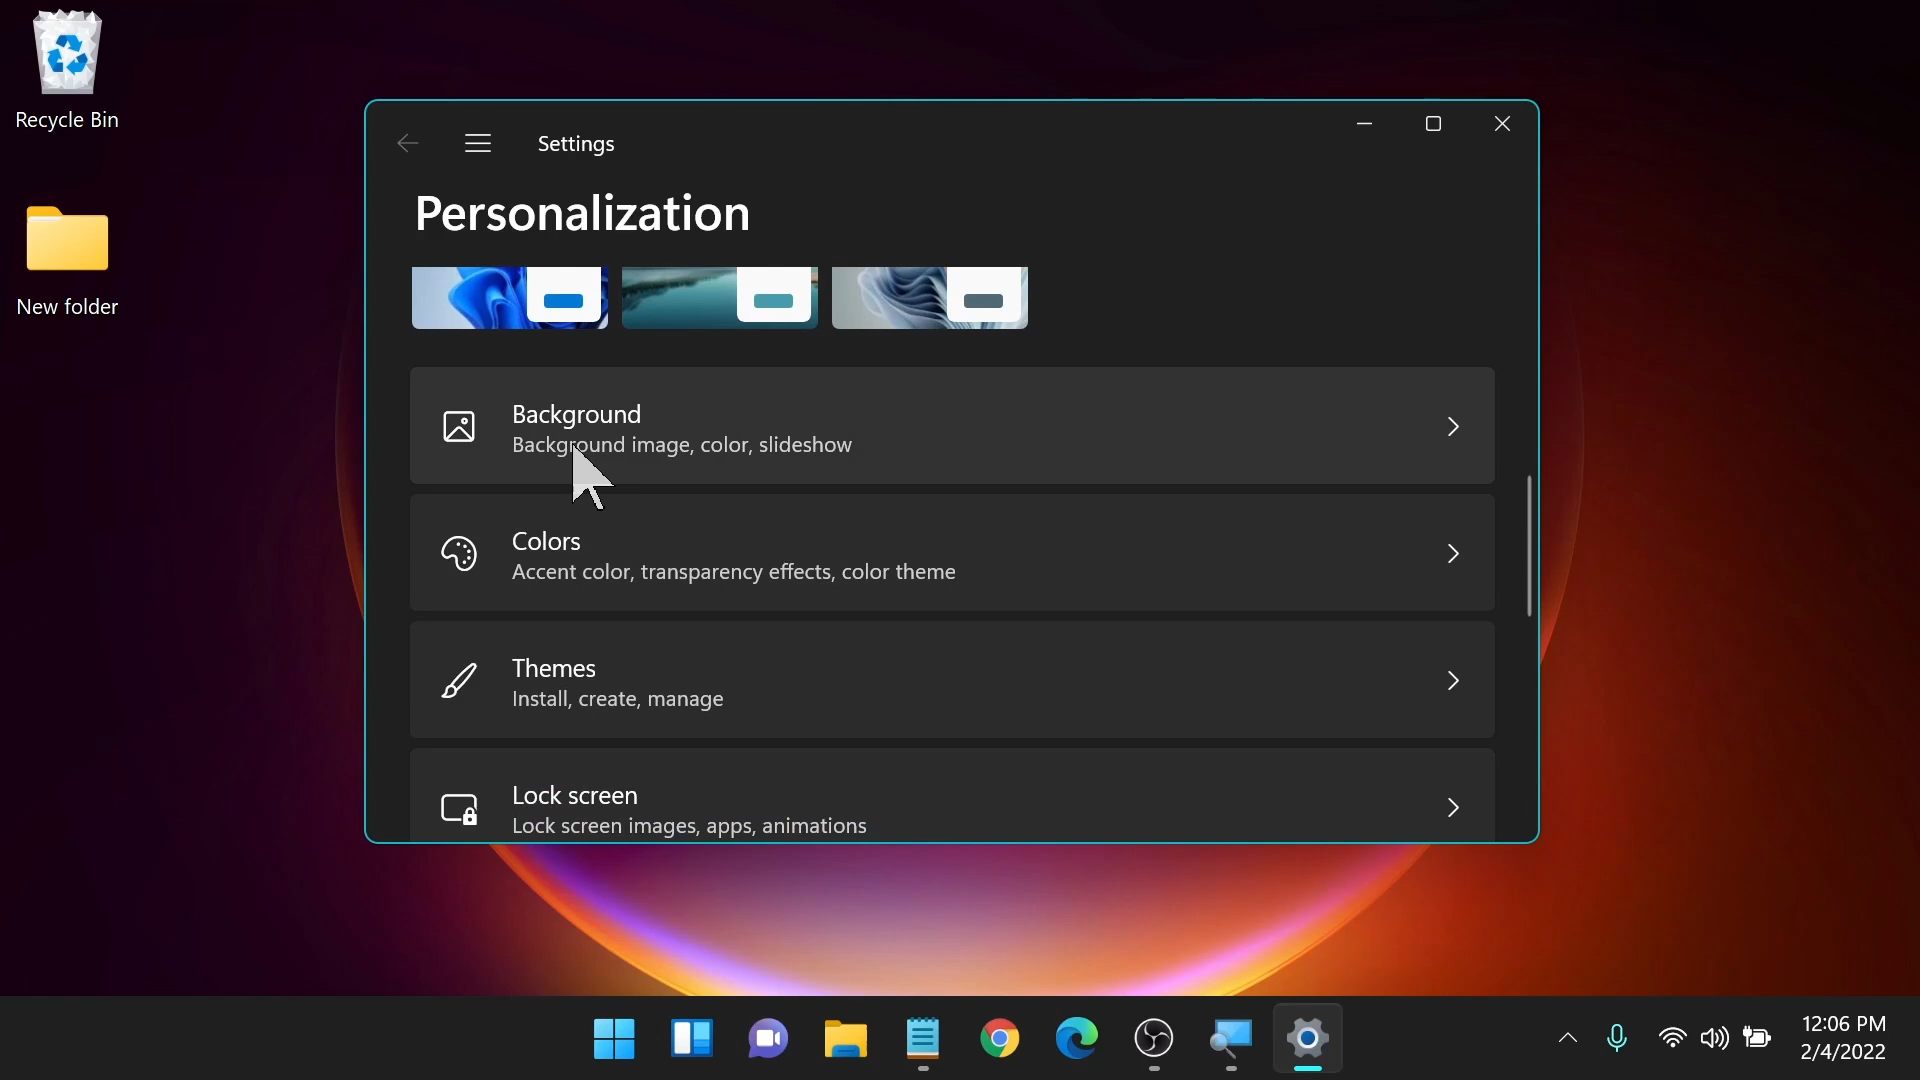 Recycle Bin
New folder
Settings
Personalization
Background
Background image, color, slideshow
Colors
Accent color, transparency effects, color theme
Themes
Install, create, manage
Lock screen
Lock screen images, apps, animations
12:06 PM
2/4/2022